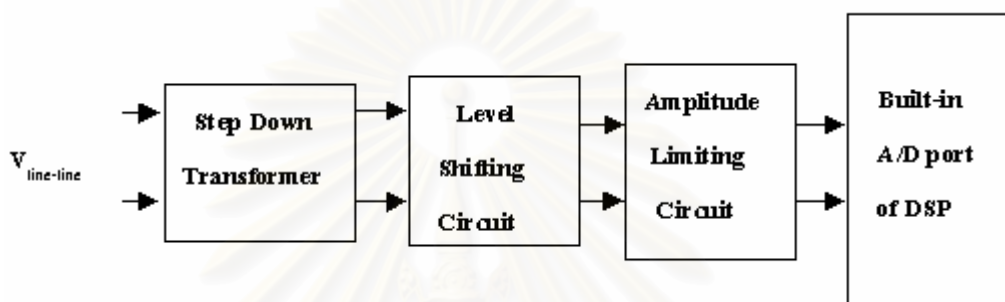 V line-line
Step Down
Transformer
Level
Shifting
Circuit
Amplitude
Limiting
Circuit
Built-in
A/D port
of DSP